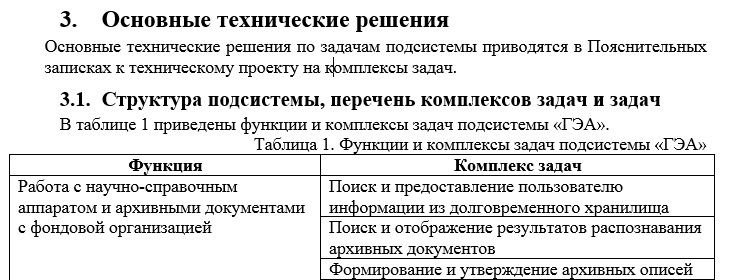 3. Основные технические решения
Основные технические решения по задачам подсистемы приводятся в Пояснительных
записках к техническому проекту на комплексы задач.
3.1. Структура подсистемы, перечень комплексов задач и задач
В таблице 1 приведены функции и комплексы задач подсистемы «ГЭА».
Таблица 1. Функции и комплексы задач подсистемы «ГЭА»
Функция
Комплекс задач
Работа с научно-справочным
аппаратом и архивными документами
с фондовой организацией
Поиск и предоставление пользователю
информации из долговременного хранилища
Поиск и отображение результатов распознавания
архивных документов
Формирование и утверждение архивных описей